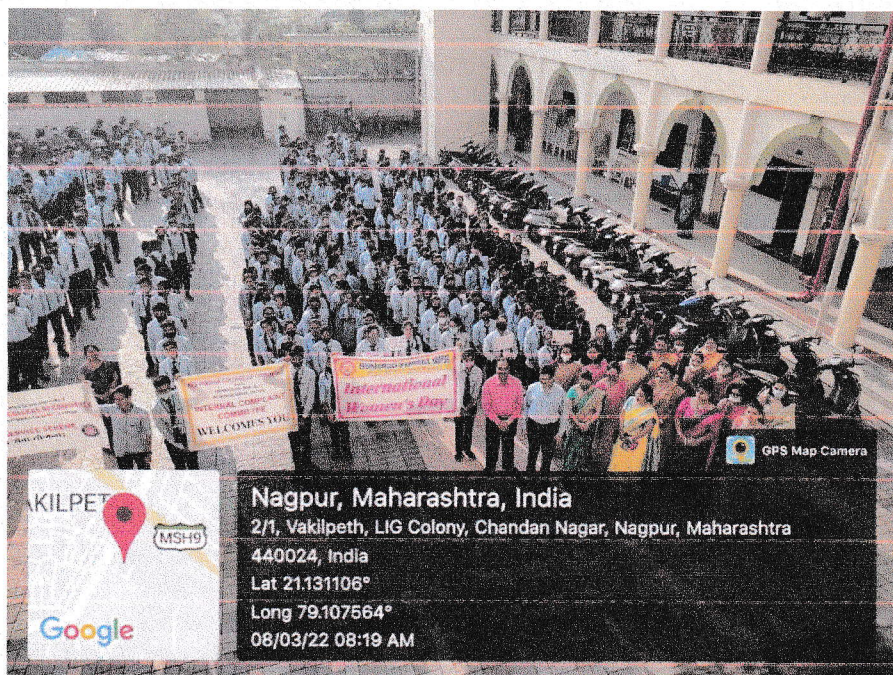 INTERNAL COMPLAINT
COMMITTEE
WELCOMES YOU
International
Women's Day
GPS Map Camera
AKILPET
MSH9
Google
Nagpur, Maharashtra, India
2/1, Vakilpeth, LIG Colony, Chandan Nagar, Nagpur, Maharashtra
440024, India
Lat 21.131106°
Long 79.107564°
08/03/22 08:19 AM